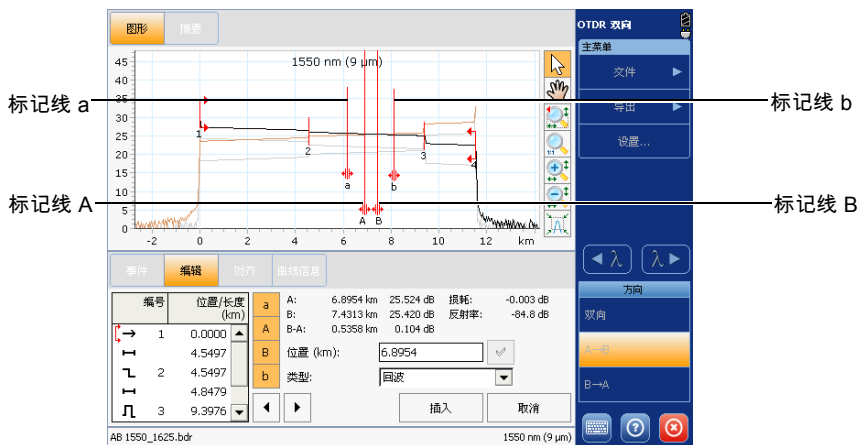 图形 摘要
OTDR 双向
主菜单
文件
导出
设置...
1550 nm (9 µm)
45
40
35
30
25
20
15
10
5
0
-2 0 2 4 6 8 10 12 km
1 2 3 4
a b
A B
标记线 a
标记线 b
标记线 A
标记线 B
1:1
λ λ
方向
双向
A→B
B→A
事件 编辑 对齐 曲线信息
编号 位置/长度 (km)
1 0.0000
4.5497
2 4.5497
4.8479
3 9.3976
a
A
B
b
A: 6.8954 km 25.524 dB 损耗: -0.003 dB
B: 7.4313 km 25.420 dB 反射率: -84.8 dB
B-A: 0.5358 km 0.104 dB
位置 (km): 6.8954
类型: 回波
插入 取消
AB 1550_1625.bdr 1550 nm (9 µm)